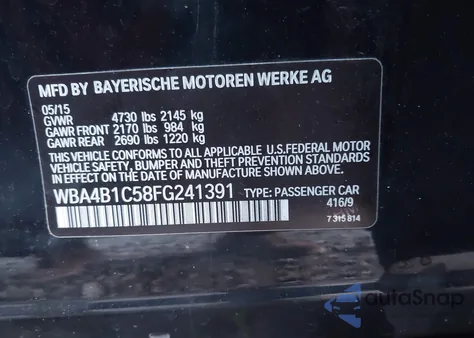 MFD BY BAYERISCHE MOTOREN WERKE AG
05/15
GVWR 4730 lbs 2145 kg
GAWR FRONT 2170 lbs 984 kg
GAWR REAR 2690 lbs 1220 kg
THIS VEHICLE CONFORMS TO ALL APPLICABLE U.S.FEDERAL MOTOR
VEHICLE SAFETY, BUMPER, AND THEFT PREVENTION STANDARDS IN
EFFECT ON THE DATE OF MANUFACTURE SHOWN ABOVE.
WBA4B1C58FG241391 TYPE: PASSENGER CAR
416/9
7 315 814
AutoSnap